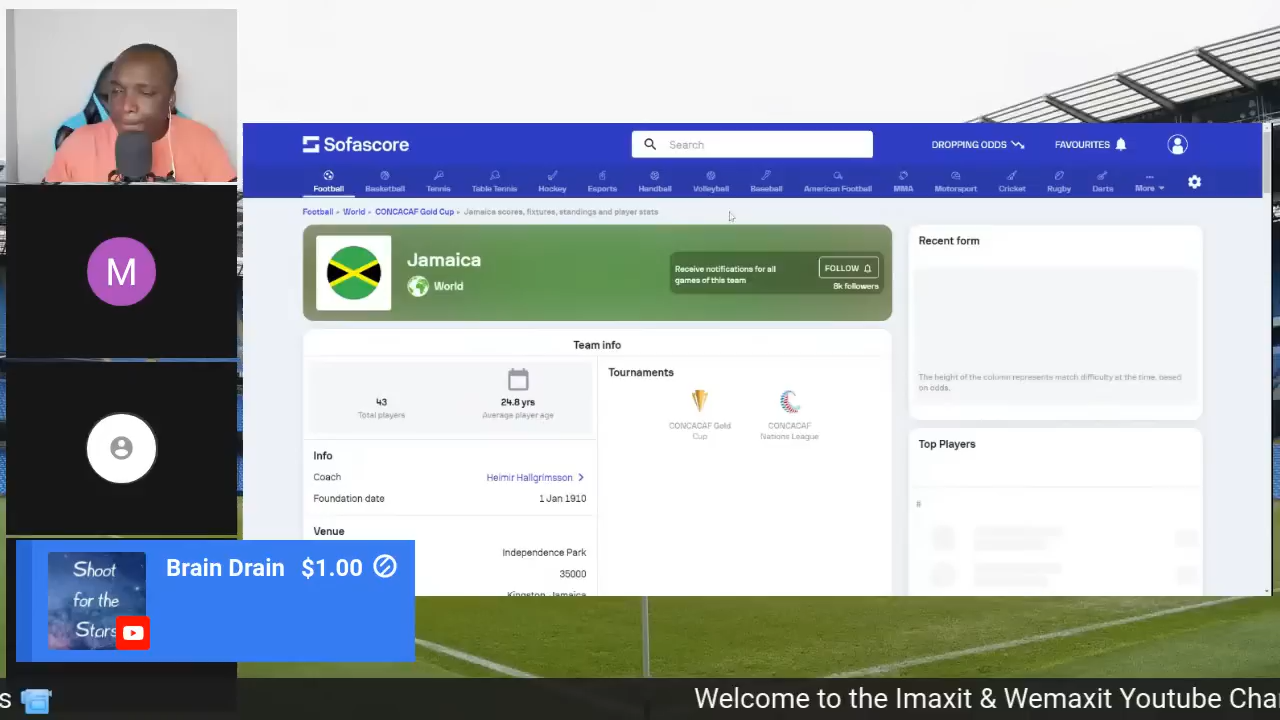 M
Sofascore
Search
DROPPING ODDS
FAVOURITES
Football
Basketball
Tennis
Table Tennis
Hockey
Esports
Handball
Volleyball
Baseball
American Football
MMA
Motorsport
Cricket
Rugby
Darts
More
Football
World
CONCACAF Gold Cup
Jamaica scores, fixtures, standings and player stats
Jamaica
World
Receive notifications for all
games of this team
FOLLOW
8k followers
Recent form
The height of the column represents match difficulty at the time, based
on odds.
Team info
43
Total players
24.8 yrs
Average player age
Tournaments
CONCACAF Gold
Cup
CONCACAF
Nations League
Info
Coach
Heimir Hallgrimsson
Foundation date
1 Jan 1910
Venue
Independence Park
35000
Kingston, Jamaica
Top Players
#
Shoot
for the
Stars
Brain Drain $1.00
s
Welcome to the Imaxit & Wemaxit Youtube Cha